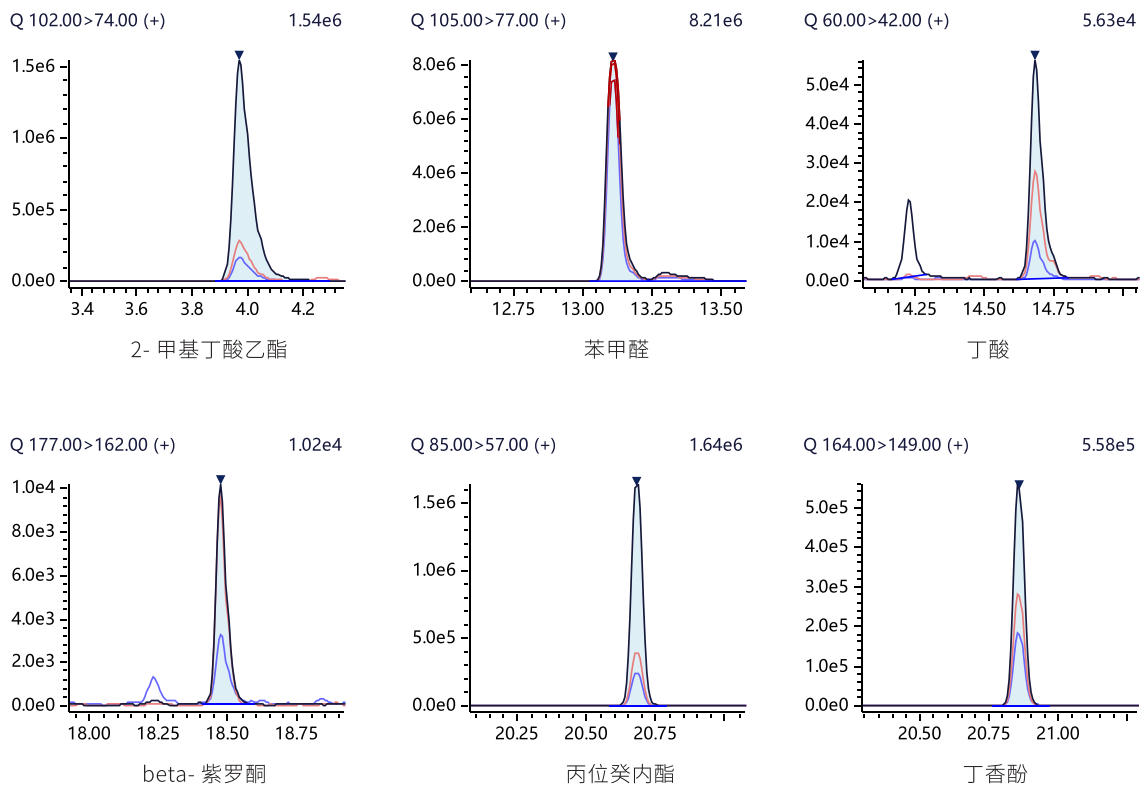 Q 102.00>74.00 (+) 1.54e6
1.5e6
1.0e6
5.0e5
0.0e0
3.4 3.6 3.8 4.0 4.2
2- 甲基丁酸乙酯
Q 105.00>77.00 (+) 8.21e6
8.0e6
6.0e6
4.0e6
2.0e6
0.0e0
12.75 13.00 13.25 13.50
苯甲醛
Q 60.00>42.00 (+) 5.63e4
5.0e4
4.0e4
3.0e4
2.0e4
1.0e4
0.0e0
14.25 14.50 14.75
丁酸
Q 177.00>162.00 (+) 1.02e4
1.0e4
8.0e3
6.0e3
4.0e3
2.0e3
0.0e0
18.00 18.25 18.50 18.75
beta- 紫罗酮
Q 85.00>57.00 (+) 1.64e6
1.5e6
1.0e6
5.0e5
0.0e0
20.25 20.50 20.75
丙位癸内酯
Q 164.00>149.00 (+) 5.58e5
5.0e5
4.0e5
3.0e5
2.0e5
1.0e5
0.0e0
20.50 20.75 21.00
丁香酚